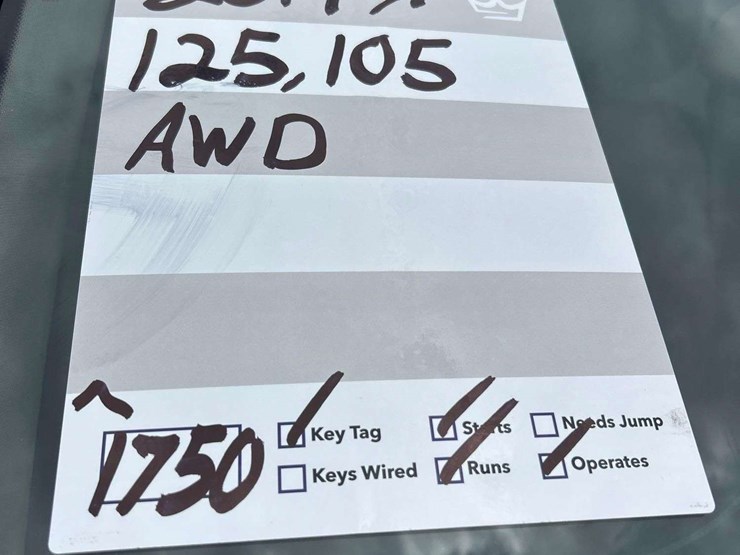 125,105
AWD
1750
Key Tag Starts Needs Jump
Keys Wired Runs Operates